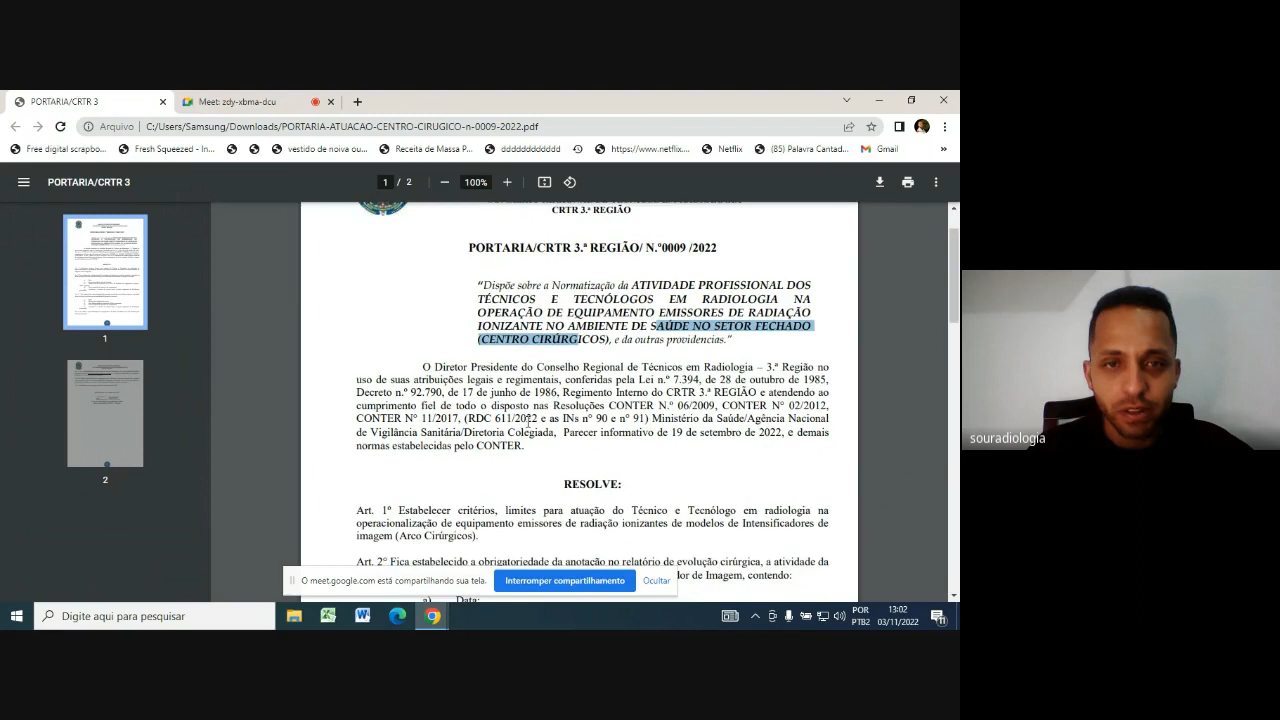 PORTARIA/CRTR 3
Meet: zdy-xbma-dcu
Arquivo
C:/Users/Samsung/Downloads/PORTARIA-ATUACAO-CENTRO-CIRUGICO-n-0009-2022.pdf
Free digital scrapbo...
Fresh Squeezed - In...
vestido de noiva ou...
Receita de Massa P...
dddddddddddd
https://www.netflix....
Netflix
(85) Palavra Cantad...
Gmail
»
PORTARIA/CRTR 3
1 / 2
100%
CRTR 3.ª REGIÃO
PORTARIA/CRTR 3.ª REGIÃO/ N.º0009 /2022
“Dispõe sobre a Normatização da ATIVIDADE PROFISSIONAL DOS
TÉCNICOS E TECNÓLOGOS EM RADIOLOGIA NA
OPERAÇÃO DE EQUIPAMENTO EMISSORES DE RADIAÇÃO
IONIZANTE NO AMBIENTE DE SAÚDE NO SETOR FECHADO
(CENTRO CIRÚRGICOS), e da outras providencias.“
O Diretor Presidente do Conselho Regional de Técnicos em Radiologia – 3.ª Região no
uso de suas atribuições legais e regimentais, conferidas pela Lei n.º 7.394, de 28 de outubro de 1985,
Decreto n.º 92.790, de 17 de junho de 1986, Regimento Interno do CRTR 3.ª REGIÃO e atendendo ao
cumprimento fiel de todo o disposto nas Resoluções CONTER N.º 06/2009, CONTER N° 02/2012,
CONTER N° 11/2017, (RDC 611/2022 e as INs n° 90 e n° 91) Ministério da Saúde/Agência Nacional
de Vigilância Sanitária/Diretoria Colegiada, Parecer informativo de 19 de setembro de 2022, e demais
normas estabelecidas pelo CONTER.
RESOLVE:
Art. 1º Estabelecer critérios, limites para atuação do Técnico e Tecnólogo em radiologia na
operacionalização de equipamento emissores de radiação ionizantes de modelos de Intensificadores de
imagem (Arco Cirúrgicos).
Art. 2° Fica estabelecido a obrigatoriedade da anotação no relatório de evolução cirúrgica, a atividade da
dor de Imagem, contendo:
a) Data;
1
2
O meet.google.com está compartilhando sua tela.
Interromper compartilhamento
Ocultar
Digite aqui para pesquisar
POR
PTB2
13:02
03/11/2022
11
souradiologia